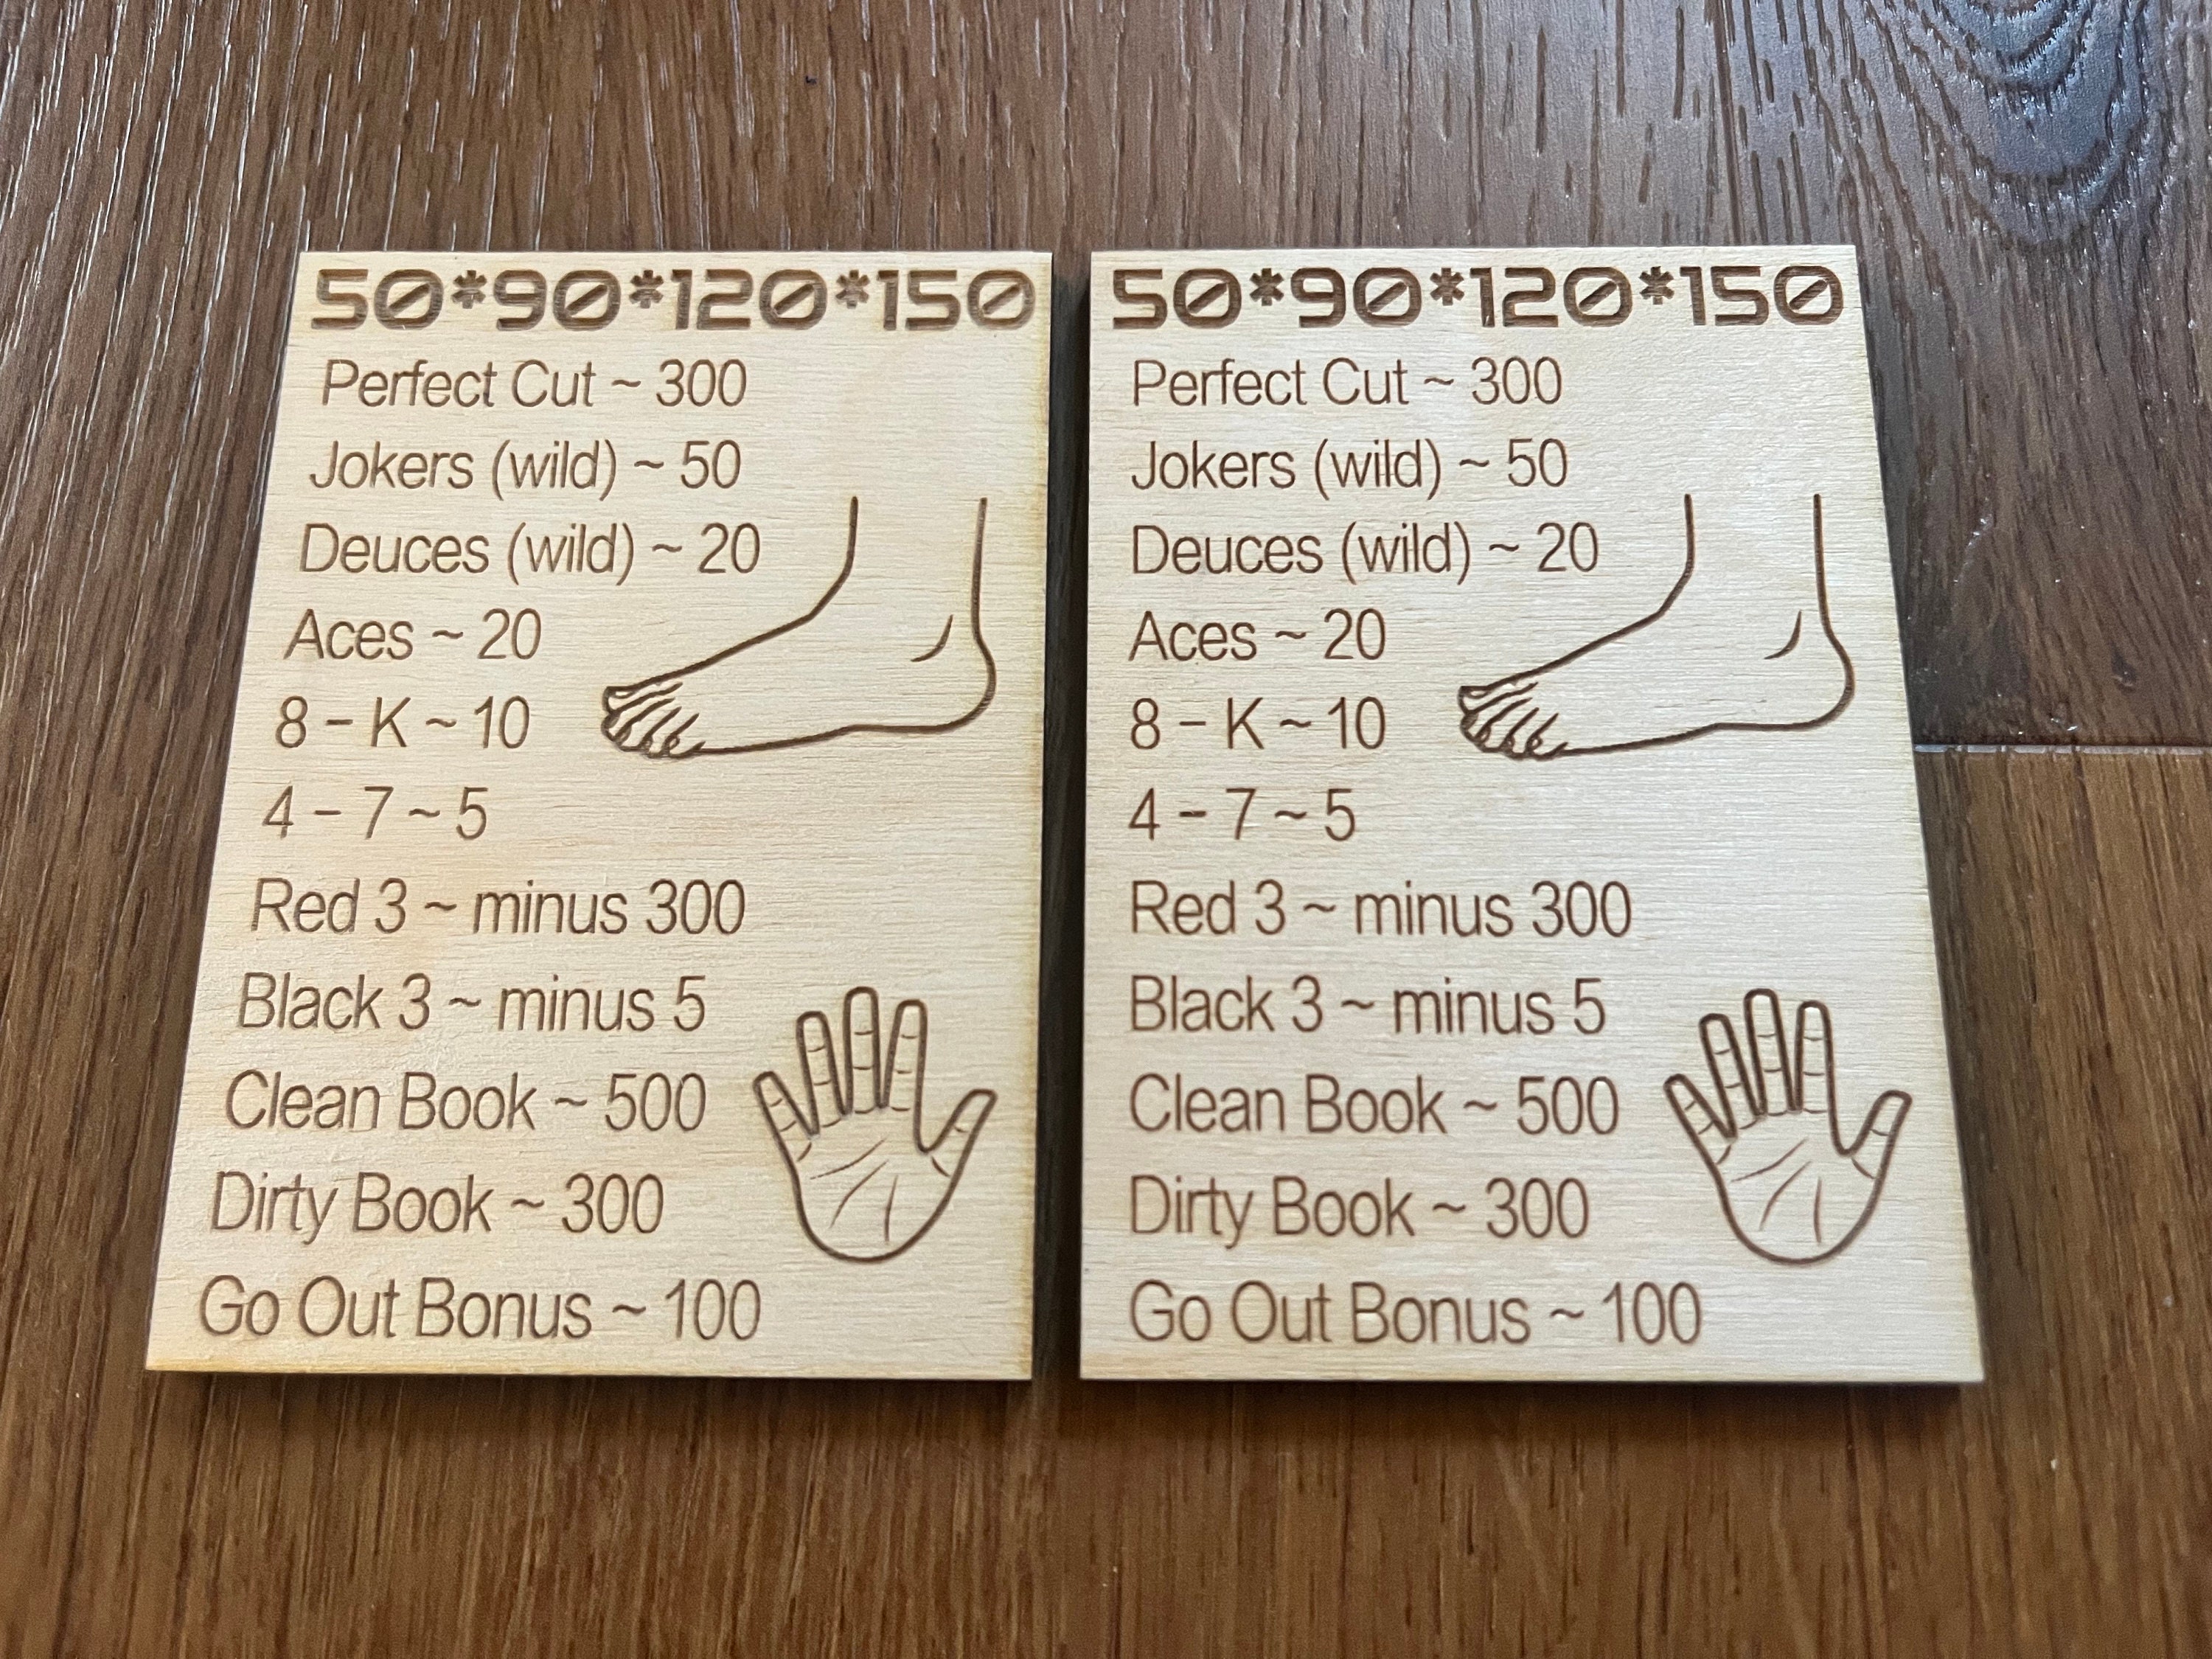 50*90*120*150
Perfect Cut ~ 300
Jokers (wild) ~ 50
Deuces (wild) ~ 20
Aces ~ 20
8 - K ~ 10
4 - 7 ~ 5
Red 3 ~ minus 300
Black 3 ~ minus 5
Clean Book ~ 500
Dirty Book ~ 300
Go Out Bonus ~ 100
50*90*120*150
Perfect Cut ~ 300
Jokers (wild) ~ 50
Deuces (wild) ~ 20
Aces ~ 20
8 - K ~ 10
4 - 7 ~ 5
Red 3 ~ minus 300
Black 3 ~ minus 5
Clean Book ~ 500
Dirty Book ~ 300
Go Out Bonus ~ 100